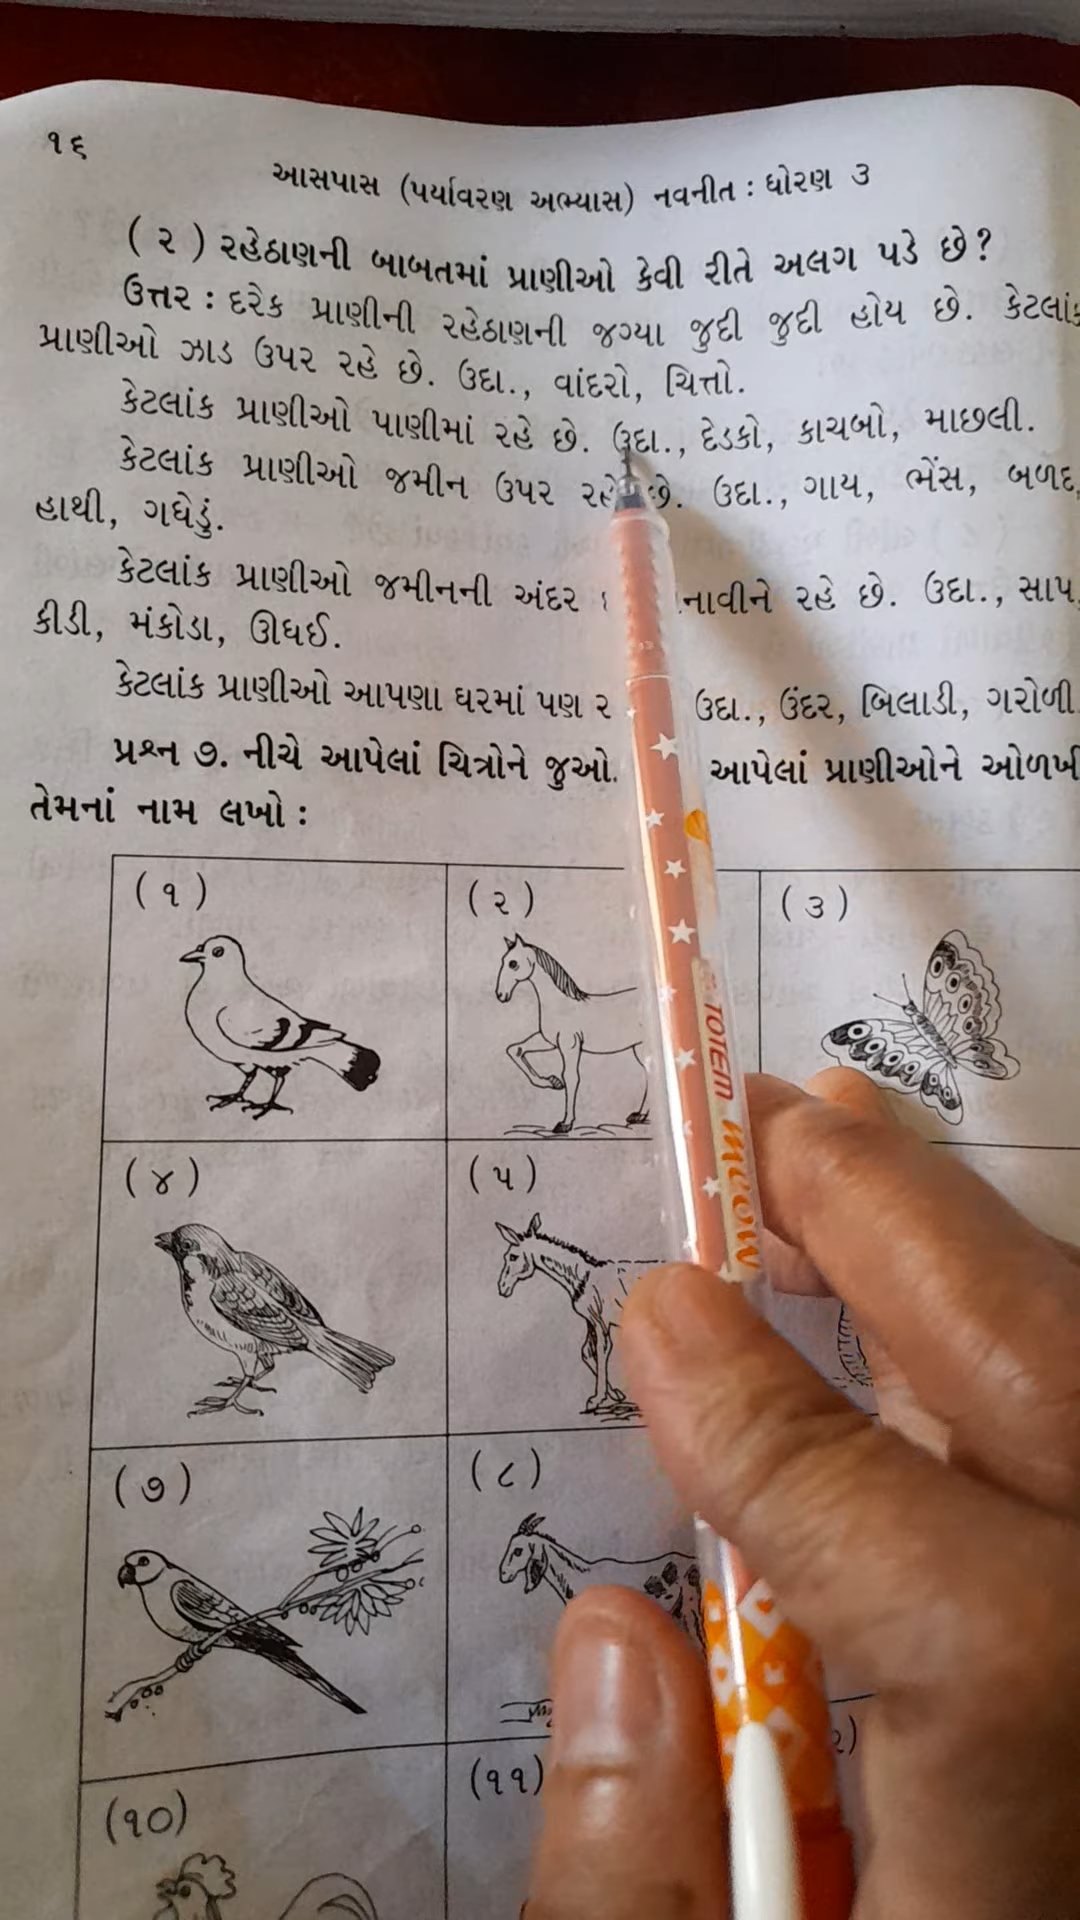 ૧૬
આસપાસ (પર્યાવરણ અભ્યાસ) નવનીત : ધોરણ ૩
( ૨ ) રહેઠાણની બાબતમાં પ્રાણીઓ કેવી રીતે અલગ પડે છે?
ઉત્તર : દરેક પ્રાણીની રહેઠાણની જગ્યા જુદી જુદી હોય છે. કેટલાંક
પ્રાણીઓ ઝાડ ઉપર રહે છે. ઉદા., વાંદરો, ચિત્તો.
કેટલાંક પ્રાણીઓ પાણીમાં રહે છે. ઉદા., દેડકો, કાચબો, માછલી.
કેટલાંક પ્રાણીઓ જમીન ઉપર રહે છે. ઉદા., ગાય, ભેંસ, બળદ,
હાથી, ગધેડું.
કેટલાંક પ્રાણીઓ જમીનની અંદર નાવીને રહે છે. ઉદા., સાપ,
કીડી, મંકોડા, ઊધઈ.
કેટલાંક પ્રાણીઓ આપણા ઘરમાં પણ ર ઉદા., ઉંદર, બિલાડી, ગરોળી
પ્રશ્ન ૭. નીચે આપેલાં ચિત્રોને જુઓ. આપેલાં પ્રાણીઓને ઓળખી
તેમનાં નામ લખો :
(૧) (૨) (૩)
(૪) (૫)
(૭) (૮)
(૧૦) (૧૧)
TOTEM meow